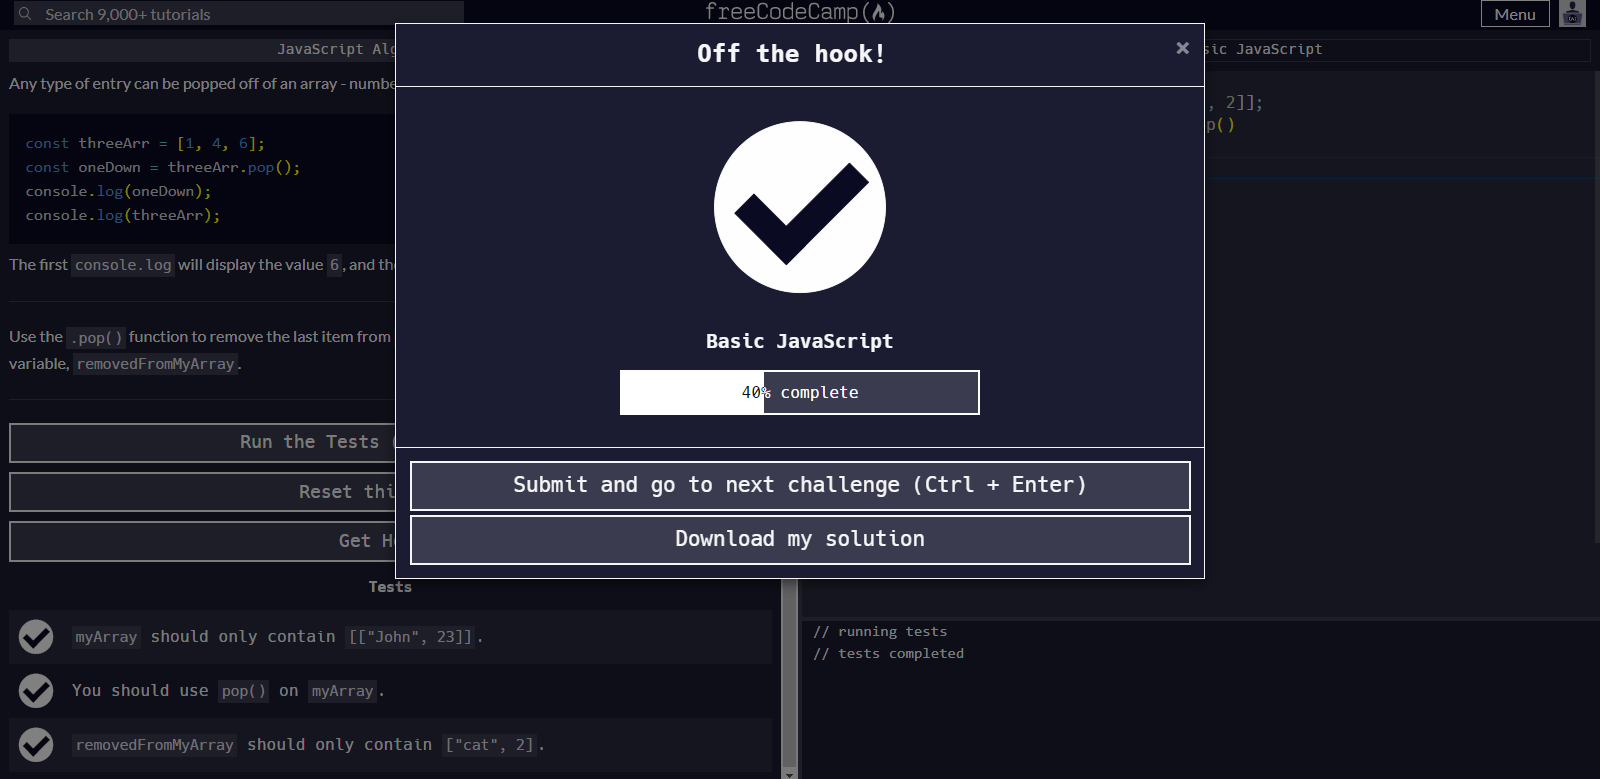 Search 9,000+ tutorials
freeCodeCamp
Menu
JavaScript
JavaScript
Any type of entry can be popped off of an array -
const threeArr = [1, 4, 6];
const oneDown = threeArr.pop();
console.log(oneDown);
console.log(threeArr);
The first console.log will display the value 6, and
Use the .pop() function to remove the last item from
variable, removedFromMyArray.
Run the Tests
Reset
Get
Tests
myArray should only contain [["John", 23]].
You should use pop() on myArray.
removedFromMyArray should only contain ["cat", 2].
Off the hook!
×
Basic JavaScript
40% complete
Submit and go to next challenge (Ctrl + Enter)
Download my solution
, 2]];
p()
// running tests
// tests completed